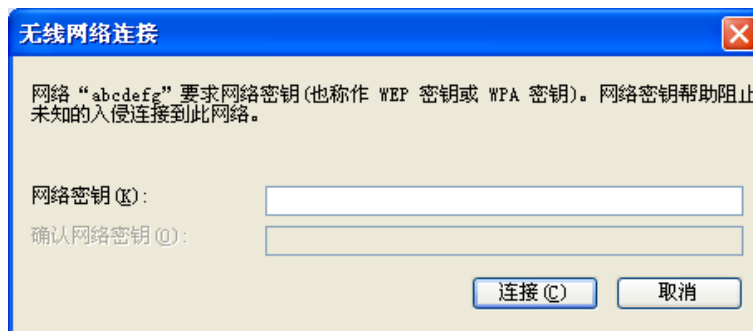 无线网络连接
网络“abcdefg”要求网络密钥(也称作 WEP 密钥或 WPA 密钥)。网络密钥帮助阻止
未知的入侵连接到此网络。
网络密钥(K):
确认网络密钥(O):
连接(C)
取消